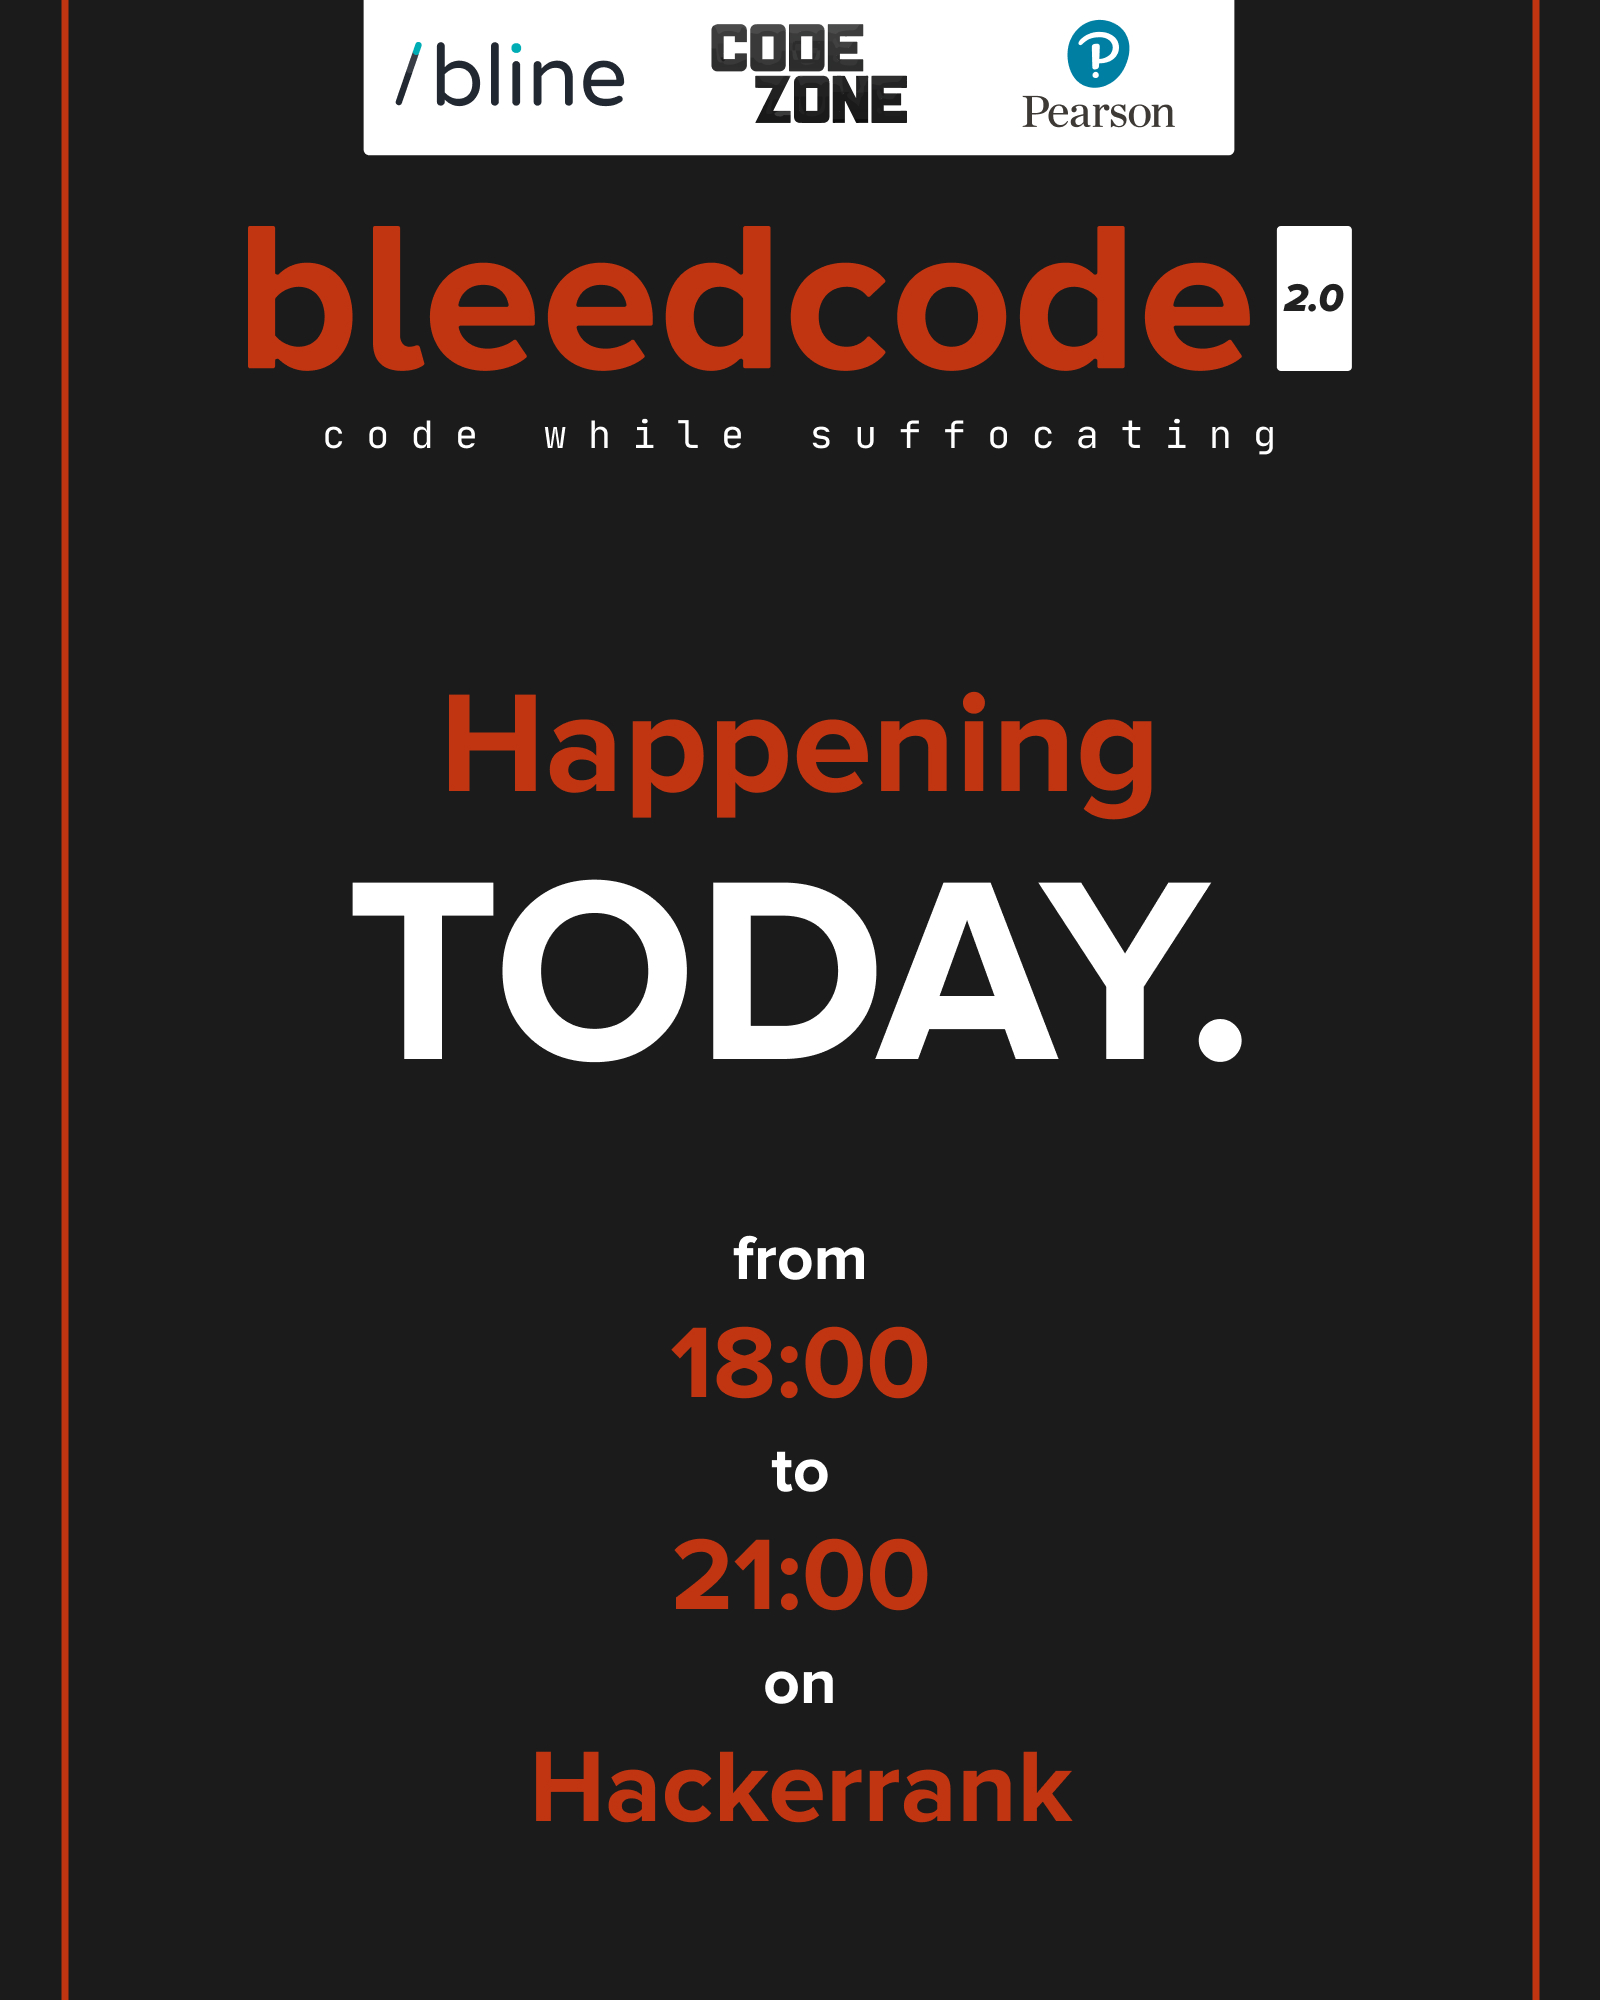 /bline
CODE
ZONE
Pearson
bleedcode 2.0
code while suffocating
Happening
TODAY.
from
18:00
to
21:00
on
Hackerrank